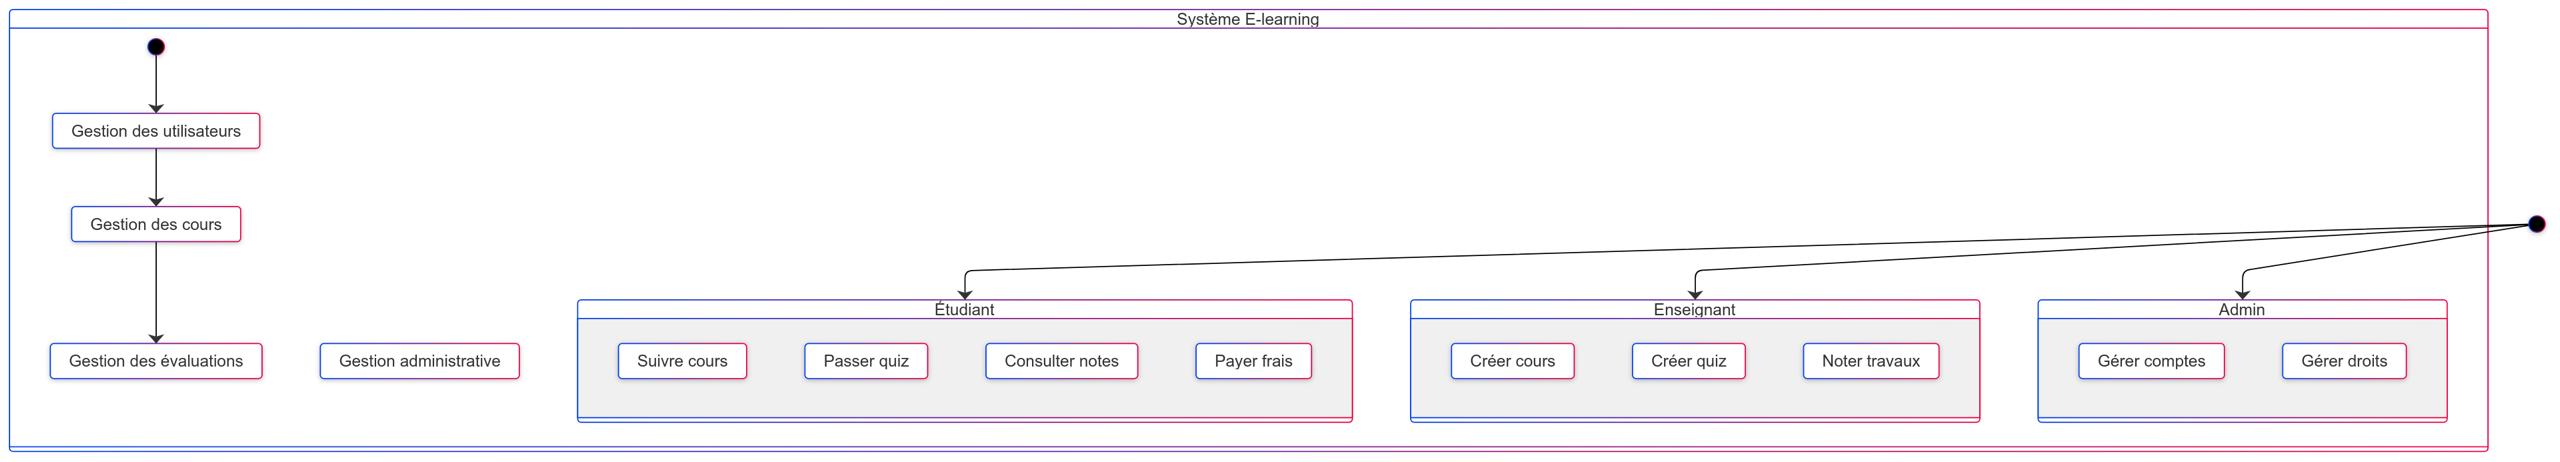 Système E-learning
Gestion des utilisateurs
Gestion des cours
Étudiant
Enseignant
Admin
Gestion des évaluations
Gestion administrative
Suivre cours
Passer quiz
Consulter notes
Payer frais
Créer cours
Créer quiz
Noter travaux
Gérer comptes
Gérer droits